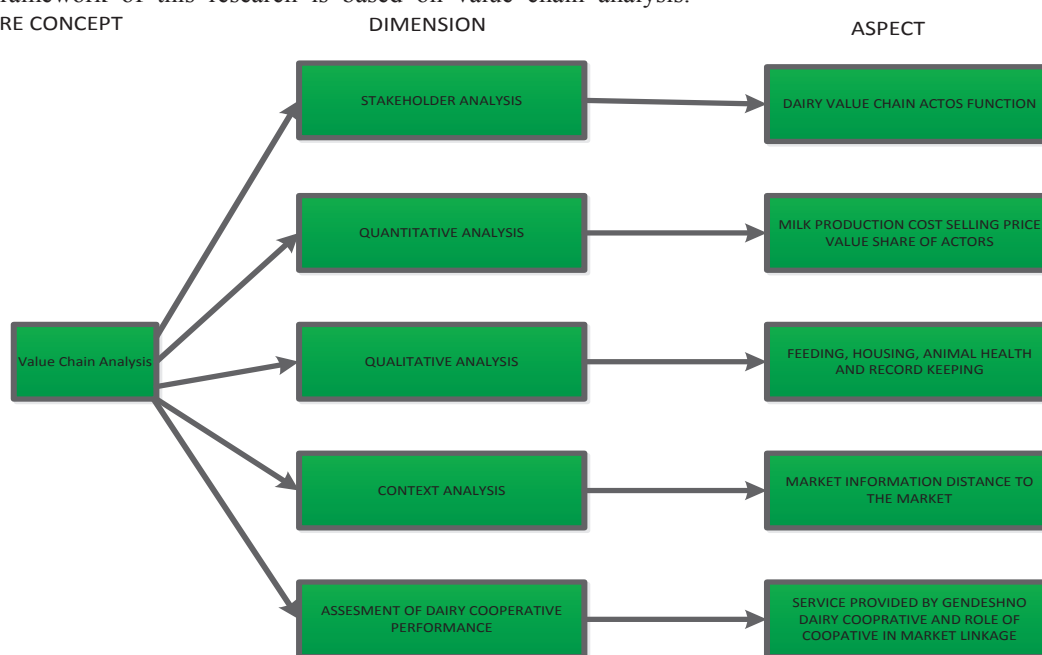 framework of this research is based on value chain analysis.
RE CONCEPT
DIMENSION
ASPECT
STAKEHOLDER ANALYSIS
DAIRY VALUE CHAIN ACTOS FUNCTION
QUANTITATIVE ANALYSIS
MILK PRODUCTION COST SELLING PRICE
VALUE SHARE OF ACTORS
Value Chain Analysis
QUALITATIVE ANALYSIS
FEEDING, HOUSING, ANIMAL HEALTH
AND RECORD KEEPING
CONTEXT ANALYSIS
MARKET INFORMATION DISTANCE TO
THE MARKET
ASSESMENT OF DAIRY COOPERATIVE
PERFORMANCE
SERVICE PROVIDED BY GENDESHNO
DAIRY COOPRATIVE AND ROLE OF
COOPATIVE IN MARKET LINKAGE